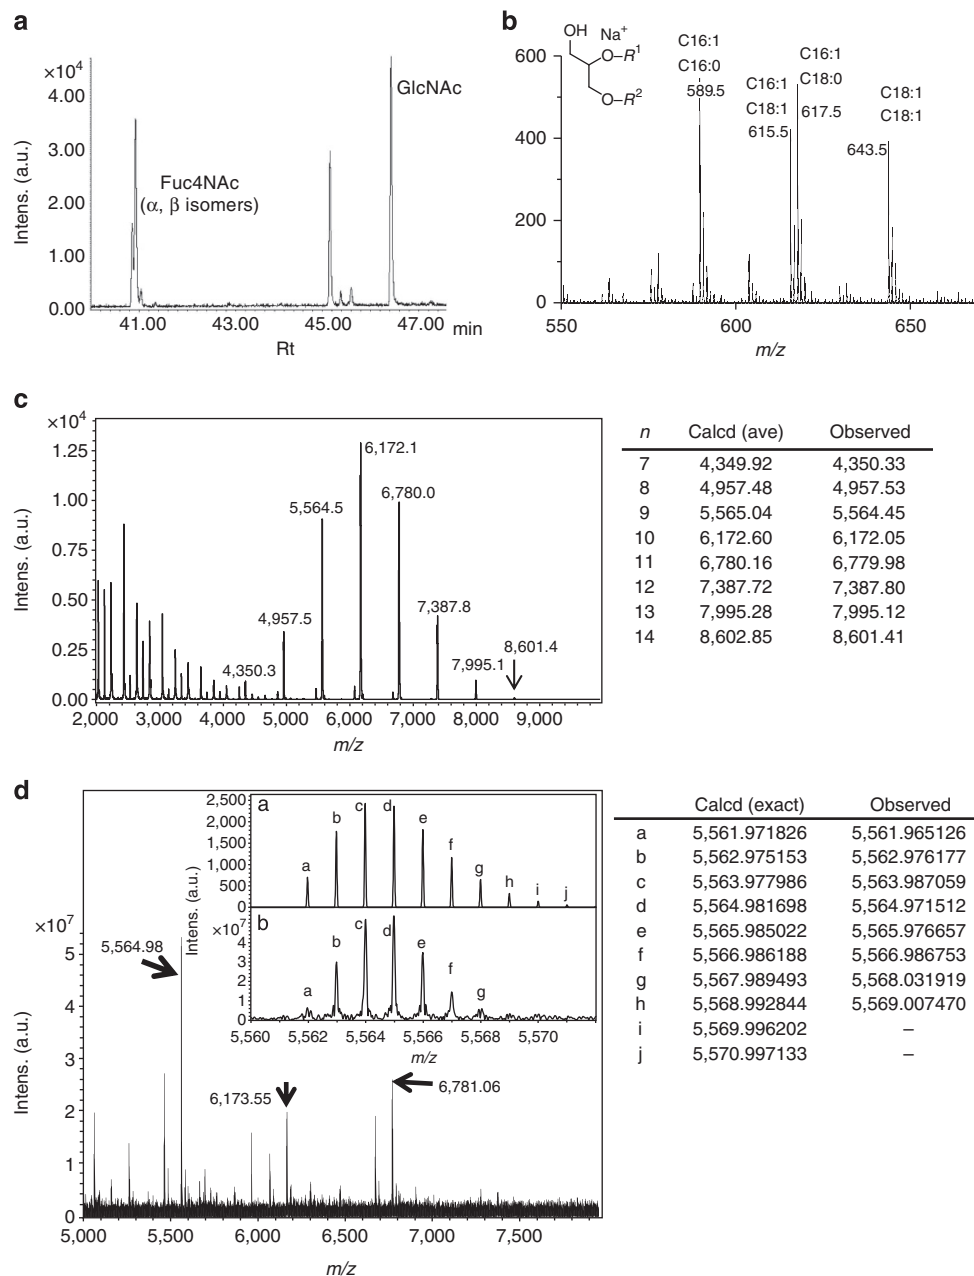 a
×10⁴
4.00
3.00
2.00
1.00
0.00
Intens. (a.u.)
GlcNAc
Fuc4NAc
(α, β isomers)
41.00 43.00 45.00 47.00 min
Rt
b
OH Na⁺
O–R¹
O–R²
600
400
200
0
Intens. (a.u.)
C16:1
C16:0
589.5
C16:1
C18:1
615.5
C16:1
C18:0
617.5
C18:1
C18:1
643.5
550 600 650
m/z
c
×10⁴
1.25
1.00
0.75
0.50
0.25
0.00
Intens. (a.u.)
4,350.3
4,957.5
5,564.5
6,172.1
6,780.0
7,387.8
7,995.1
8,601.4
2,000 3,000 4,000 5,000 6,000 7,000 8,000 9,000
m/z
n Calcd (ave) Observed
7 4,349.92 4,350.33
8 4,957.48 4,957.53
9 5,565.04 5,564.45
10 6,172.60 6,172.05
11 6,780.16 6,779.98
12 7,387.72 7,387.80
13 7,995.28 7,995.12
14 8,602.85 8,601.41
d
×10⁷
5
4
3
2
1
0
Intens. (a.u.)
5,564.98
6,173.55
6,781.06
5,000 5,500 6,000 6,500 7,000 7,500
m/z
a
2,500
2,000
1,500
1,000
500
0
Intens. (a.u.)
a b c d e f g h i j
b
×10⁷
5
4
3
2
1
0
a b c d e f g
5,560 5,562 5,564 5,566 5,568 5,570
m/z
Calcd (exact) Observed
a 5,561.971826 5,561.965126
b 5,562.975153 5,562.976177
c 5,563.977986 5,563.987059
d 5,564.981698 5,564.971512
e 5,565.985022 5,565.976657
f 5,566.986188 5,566.986753
g 5,567.989493 5,568.031919
h 5,568.992844 5,569.007470
i 5,569.996202 –
j 5,570.997133 –